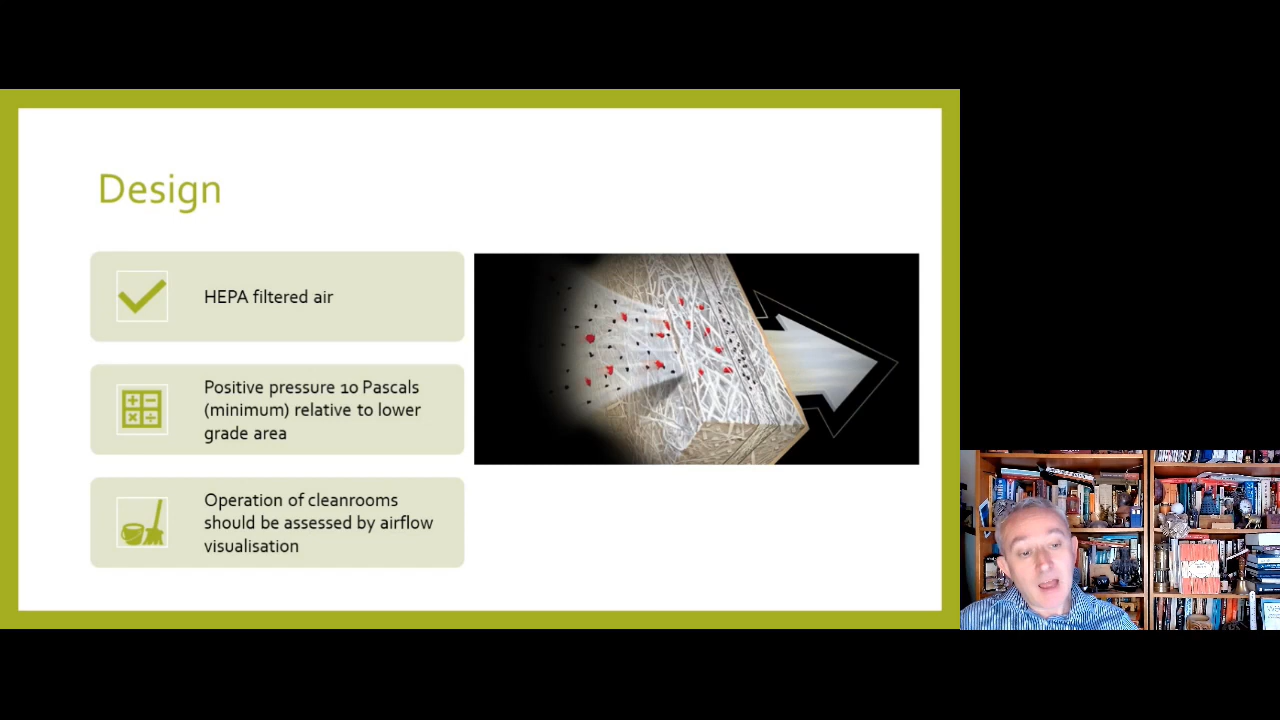 Design
HEPA filtered air
Positive pressure 10 Pascals
(minimum) relative to lower
grade area
Operation of cleanrooms
should be assessed by airflow
visualisation